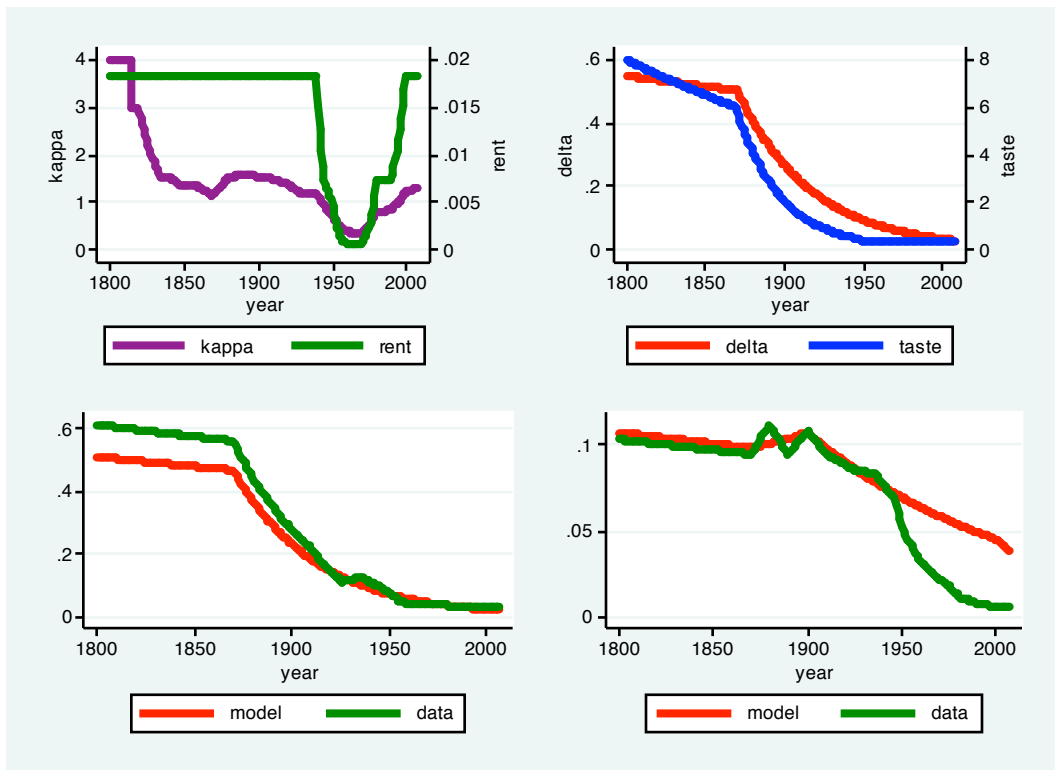 4
3
2
1
0
kappa
.02
.015
.01
.005
0
rent
1800 1850 1900 1950 2000
year
kappa rent
.6
.4
.2
0
delta
8
6
4
2
0
taste
1800 1850 1900 1950 2000
year
delta taste
.6
.4
.2
0
1800 1850 1900 1950 2000
year
model data
.1
.05
0
1800 1850 1900 1950 2000
year
model data